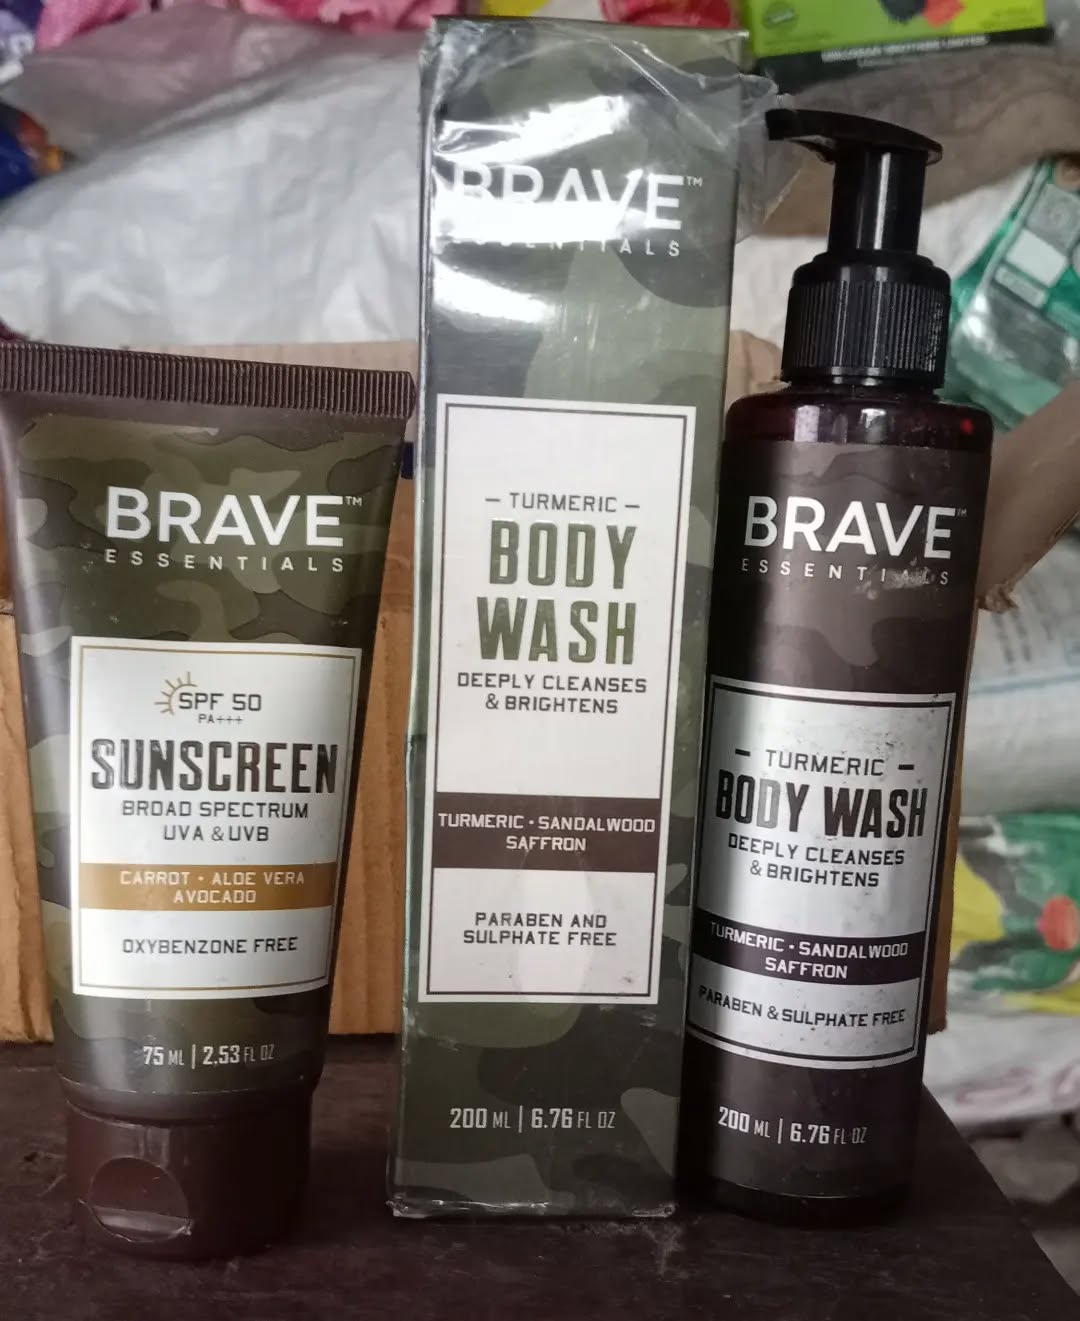 BRAVE™
ESSENTIALS
SPF 50
PA+++
SUNSCREEN
BROAD SPECTRUM
UVA & UVB
CARROT • ALOE VERA
AVOCADO
OXYBENZONE FREE
75 ML | 2.53 FL OZ
BRAVE™
ESSENTIALS
– TURMERIC –
BODY
WASH
DEEPLY CLEANSES
& BRIGHTENS
TURMERIC • SANDALWOOD
SAFFRON
PARABEN AND
SULPHATE FREE
200 ML | 6.76 FL OZ
BRAVE™
ESSENTIALS
– TURMERIC –
BODY WASH
DEEPLY CLEANSES
& BRIGHTENS
TURMERIC • SANDALWOOD
SAFFRON
PARABEN & SULPHATE FREE
200 ML | 6.76 FL OZ